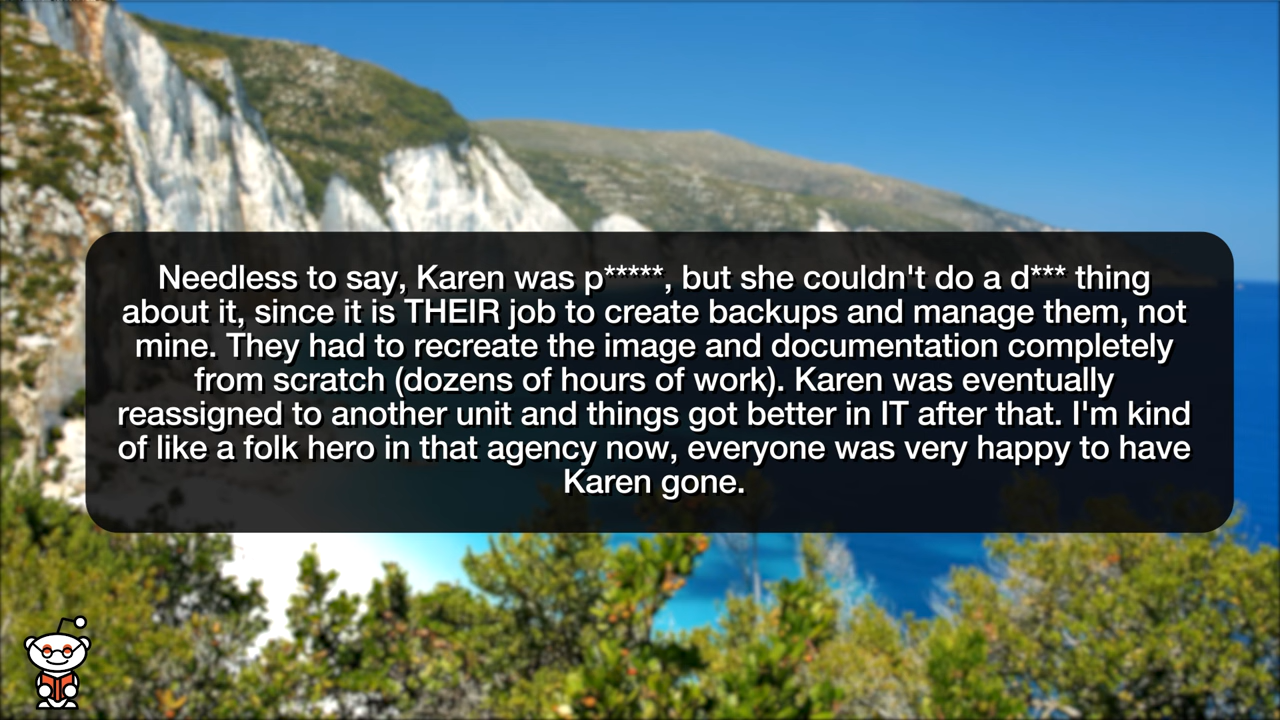 Needless to say, Karen was p*****, but she couldn't do a d*** thing
about it, since it is THEIR job to create backups and manage them, not
mine. They had to recreate the image and documentation completely
from scratch (dozens of hours of work). Karen was eventually
reassigned to another unit and things got better in IT after that. I'm kind
of like a folk hero in that agency now, everyone was very happy to have
Karen gone.